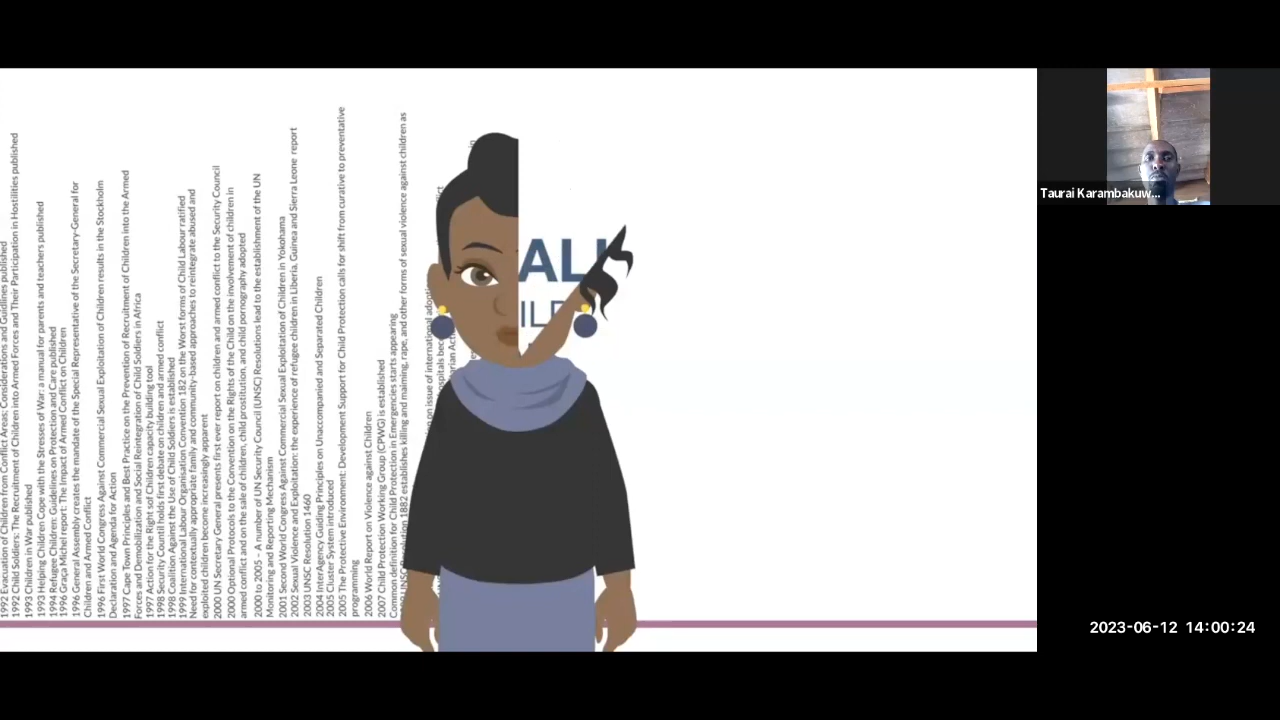 1992 Evacuation of Children from Conflict Areas; Considerations and Guidlines published
1992 Child Soldiers: The Recruitment of Children into Armed Forces and Their Participation in Hostilities published
1993 Children in War published
1993 Helping Children Cope with the Stresses of War: a manual for parents and teachers published
1994 Refugee Children: Guidelines on Protection and Care published
1996 Graça Michel report: The Impact of Armed Conflict on Children
1996 General Assembly creates the mandate of the Special Representative of the Secretary-General for
Children and Armed Conflict
1996 First World Congress Against Commercial Sexual Exploitation of Children results in the Stockholm
Declaration and Agenda for Action
1997 Cape Town Principles and Best Practice on the Prevention of Recruitment of Children into the Armed
Forces and Demobilization and Social Reintegration of Child Soldiers in Africa
1997 Action for the Right sof Children capacity building tool
1998 Security Countil holds first debate on children and armed conflict
1998 Coalition Against the Use of Child Soldiers is established
1999 International Labour Organisation Convention 182 on the Worst forms of Child Labour ratified
Need for contextually appropriate family and community-based approaches to reintegrate abused and
exploited children become increasingly apparent
2000 UN Secretary General presents first ever report on children and armed conflict to the Security Council
2000 Optional Protocols to the Convention on the Rights of the Child on the involvement of children in
armed conflict and on the sale of children, child prostitution, and child pornography adopted
2000 to 2005 – A number of UN Security Council (UNSC) Resolutions lead to the establishment of the UN
Monitoring and Reporting Mechanism
2001 Second World Congress Against Commercial Sexual Exploitation of Children in Yokohama
2002 Sexual Violence and Exploitation: the experience of refugee children in Liberia, Guinea and Sierra Leone report
2003 UNSC Resolution 1460
2004 InterAgency Guiding Principles on Unaccompanied and Separated Children
2005 Cluster System introduced
2005 The Protective Environment: Development Support for Child Protection calls for shift from curative to preventative
programming
2006 World Report on Violence against Children
2007 Child Protection Working Group (CPWG) is established
Common definition for Child Protection in Emergencies starts appearing
Resolution 1882 establishes killing and maiming, rape, and other forms of sexual violence against children as
on issue of international
AL
IL
Taurai Karambakuw...
2023-06-12 14:00:24